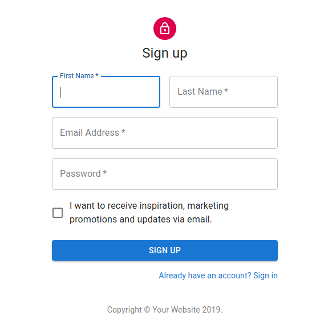 Sign up
First Name *
Last Name *
Email Address *
Password *
I want to receive inspiration, marketing
promotions and updates via email.
SIGN UP
Already have an account? Sign in
Copyright © Your Website 2019.